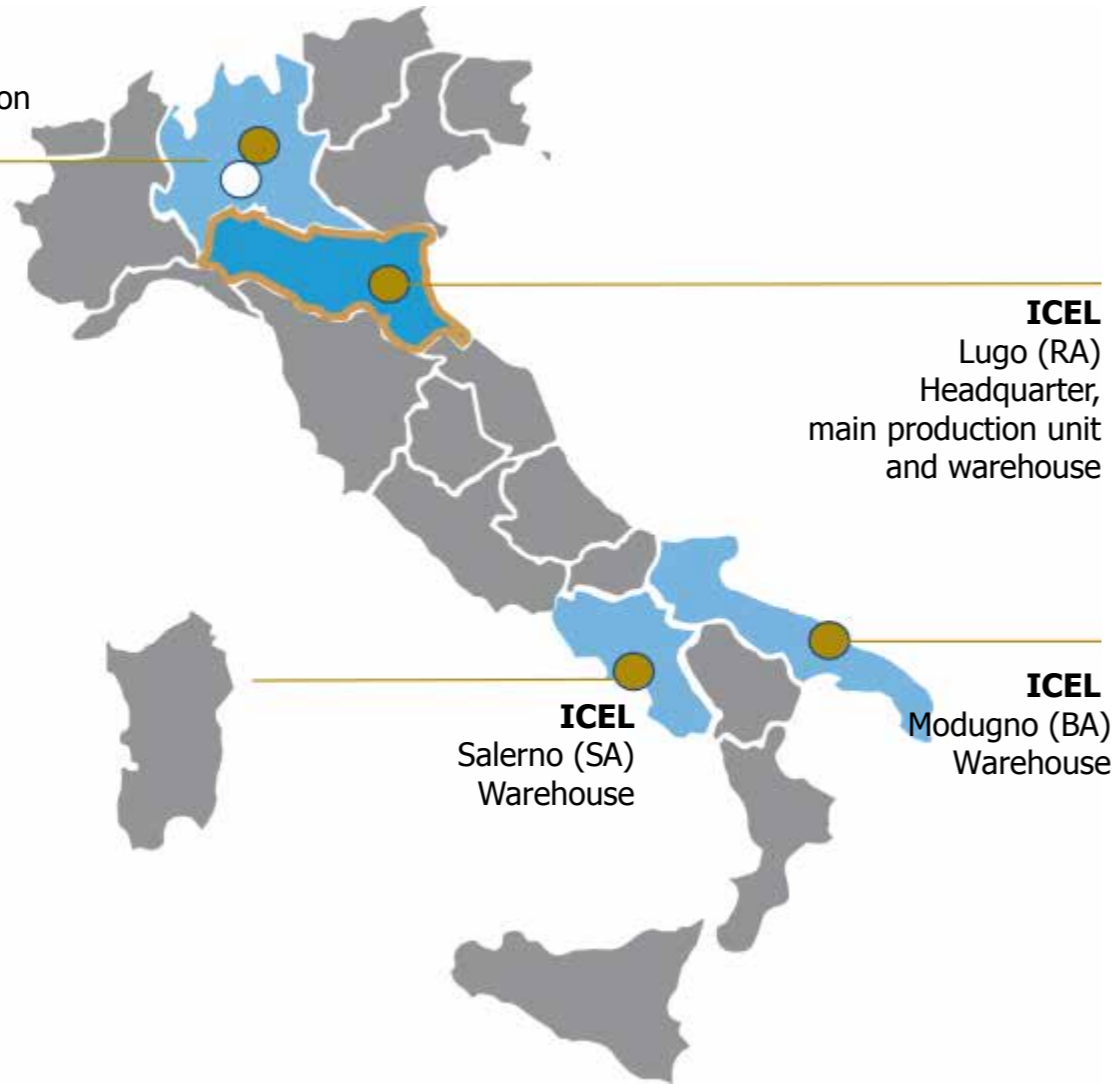 on
ICEL
Lugo (RA)
Headquarter,
main production unit
and warehouse
ICEL
Modugno (BA)
Warehouse
ICEL
Salerno (SA)
Warehouse